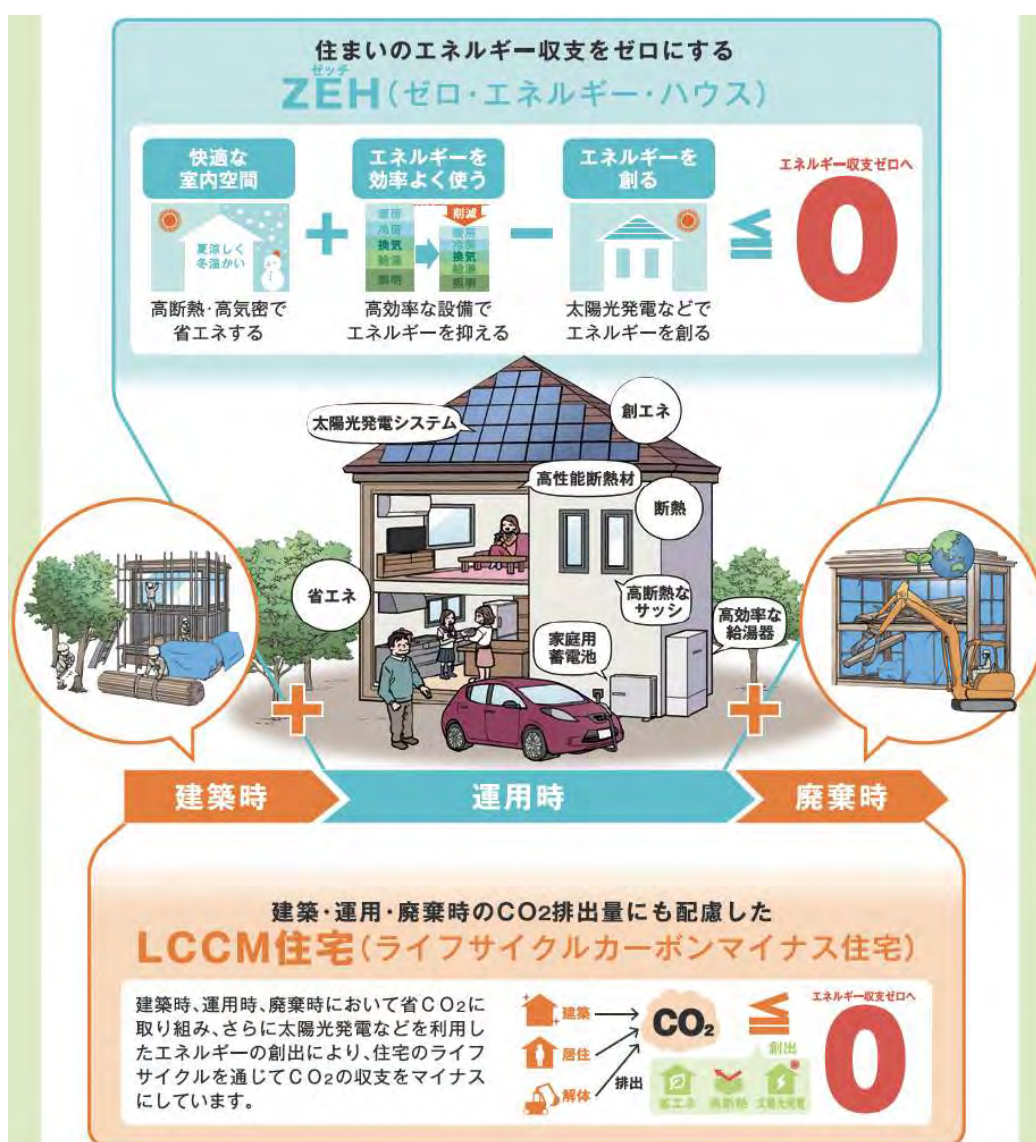 住まいのエネルギー収支をゼロにする
ゼッチ
ZEH(ゼロ・エネルギー・ハウス)
快適な
室内空間
夏涼しく
冬温かい
高断熱・高気密で
省エネする
+
エネルギーを
効率よく使う
暖房
冷房
換気
給湯
照明
削減
暖房
冷房
換気
給湯
照明
高効率な設備で
エネルギーを抑える
−
エネルギーを
創る
太陽光発電などで
エネルギーを創る
≦
エネルギー収支ゼロへ
0
太陽光発電システム
創エネ
高性能断熱材
断熱
省エネ
高断熱な
サッシ
高効率な
給湯器
家庭用
蓄電池
+
+
建築時
運用時
廃棄時
建築・運用・廃棄時のCO2排出量にも配慮した
LCCM住宅(ライフサイクルカーボンマイナス住宅)
建築時、運用時、廃棄時において省CO2に
取り組み、さらに太陽光発電などを利用し
たエネルギーの創出により、住宅のライフ
サイクルを通じてCO2の収支をマイナス
にしています。
建築
居住
解体
排出
CO2
≦
創出
省エネ
高断熱
太陽光発電
エネルギー収支ゼロへ
0